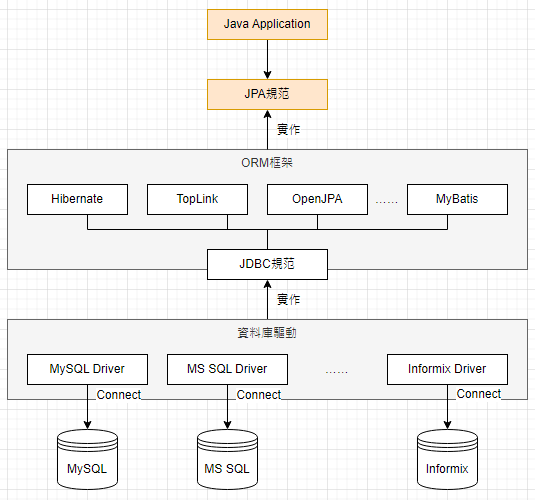 Java Application
JPA規范
實作
ORM框架
Hibernate
TopLink
OpenJPA
……
MyBatis
JDBC規范
實作
資料庫驅動
MySQL Driver
MS SQL Driver
……
Informix Driver
Connect
Connect
Connect
MySQL
MS SQL
Informix